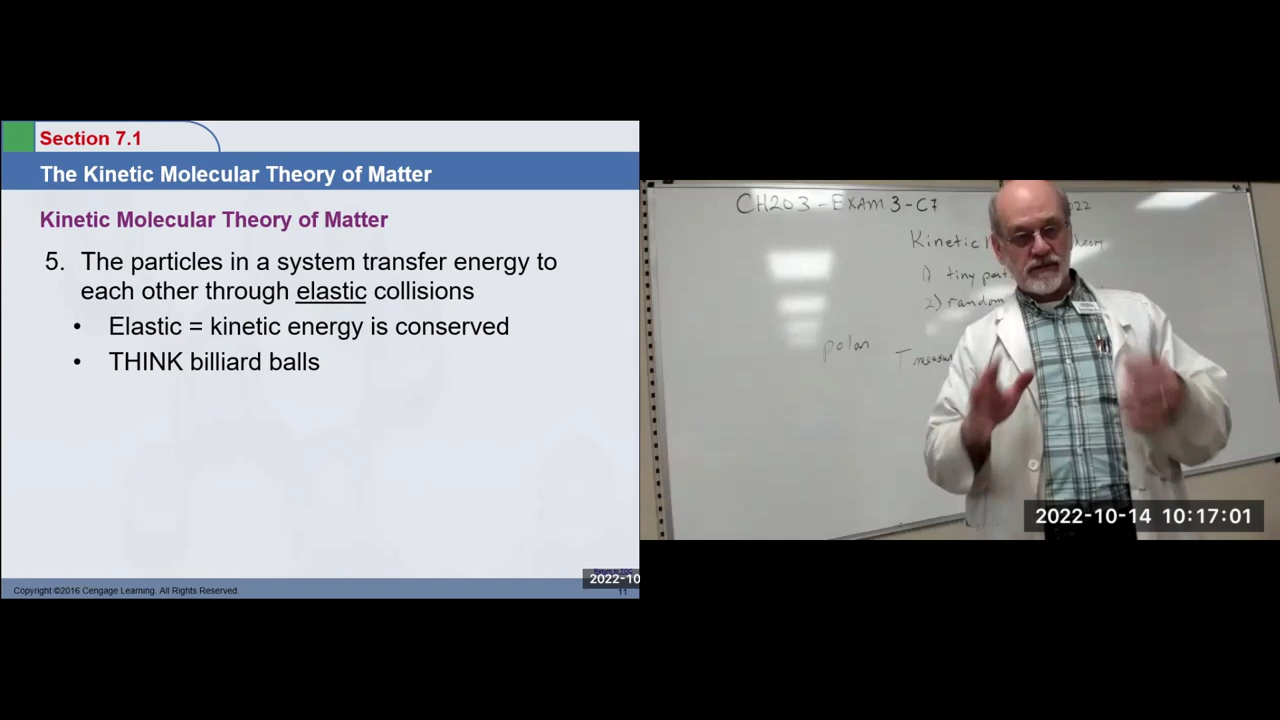 Section 7.1
The Kinetic Molecular Theory of Matter
Kinetic Molecular Theory of Matter
5. The particles in a system transfer energy to
each other through elastic collisions
• Elastic = kinetic energy is conserved
• THINK billiard balls
Copyright ©2016 Cengage Learning. All Rights Reserved.
11
2022-10
CH203 - EXAM 3 - C7
Kinetic
1) tiny
2) random
polar T
2022-10-14 10:17:01